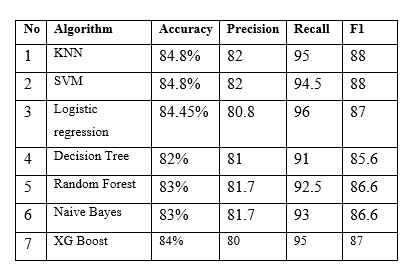 No Algorithm Accuracy Precision Recall F1
1 KNN 84.8% 82 95 88
2 SVM 84.8% 82 94.5 88
3 Logistic 84.45% 80.8 96 87
regression
4 Decision Tree 82% 81 91 85.6
5 Random Forest 83% 81.7 92.5 86.6
6 Naive Bayes 83% 81.7 93 86.6
7 XG Boost 84% 80 95 87